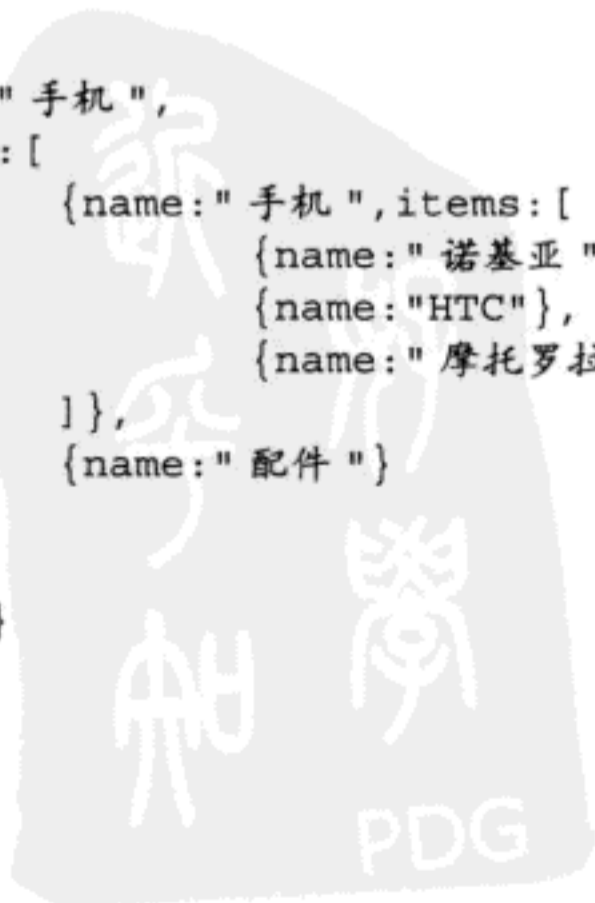 " 手机 ",
: [
{name:" 手机 ",items:[
{name:" 诺基亚 "
{name:"HTC"},
{name:" 摩托罗拉
]},
{name:" 配件 "}
}
PDG